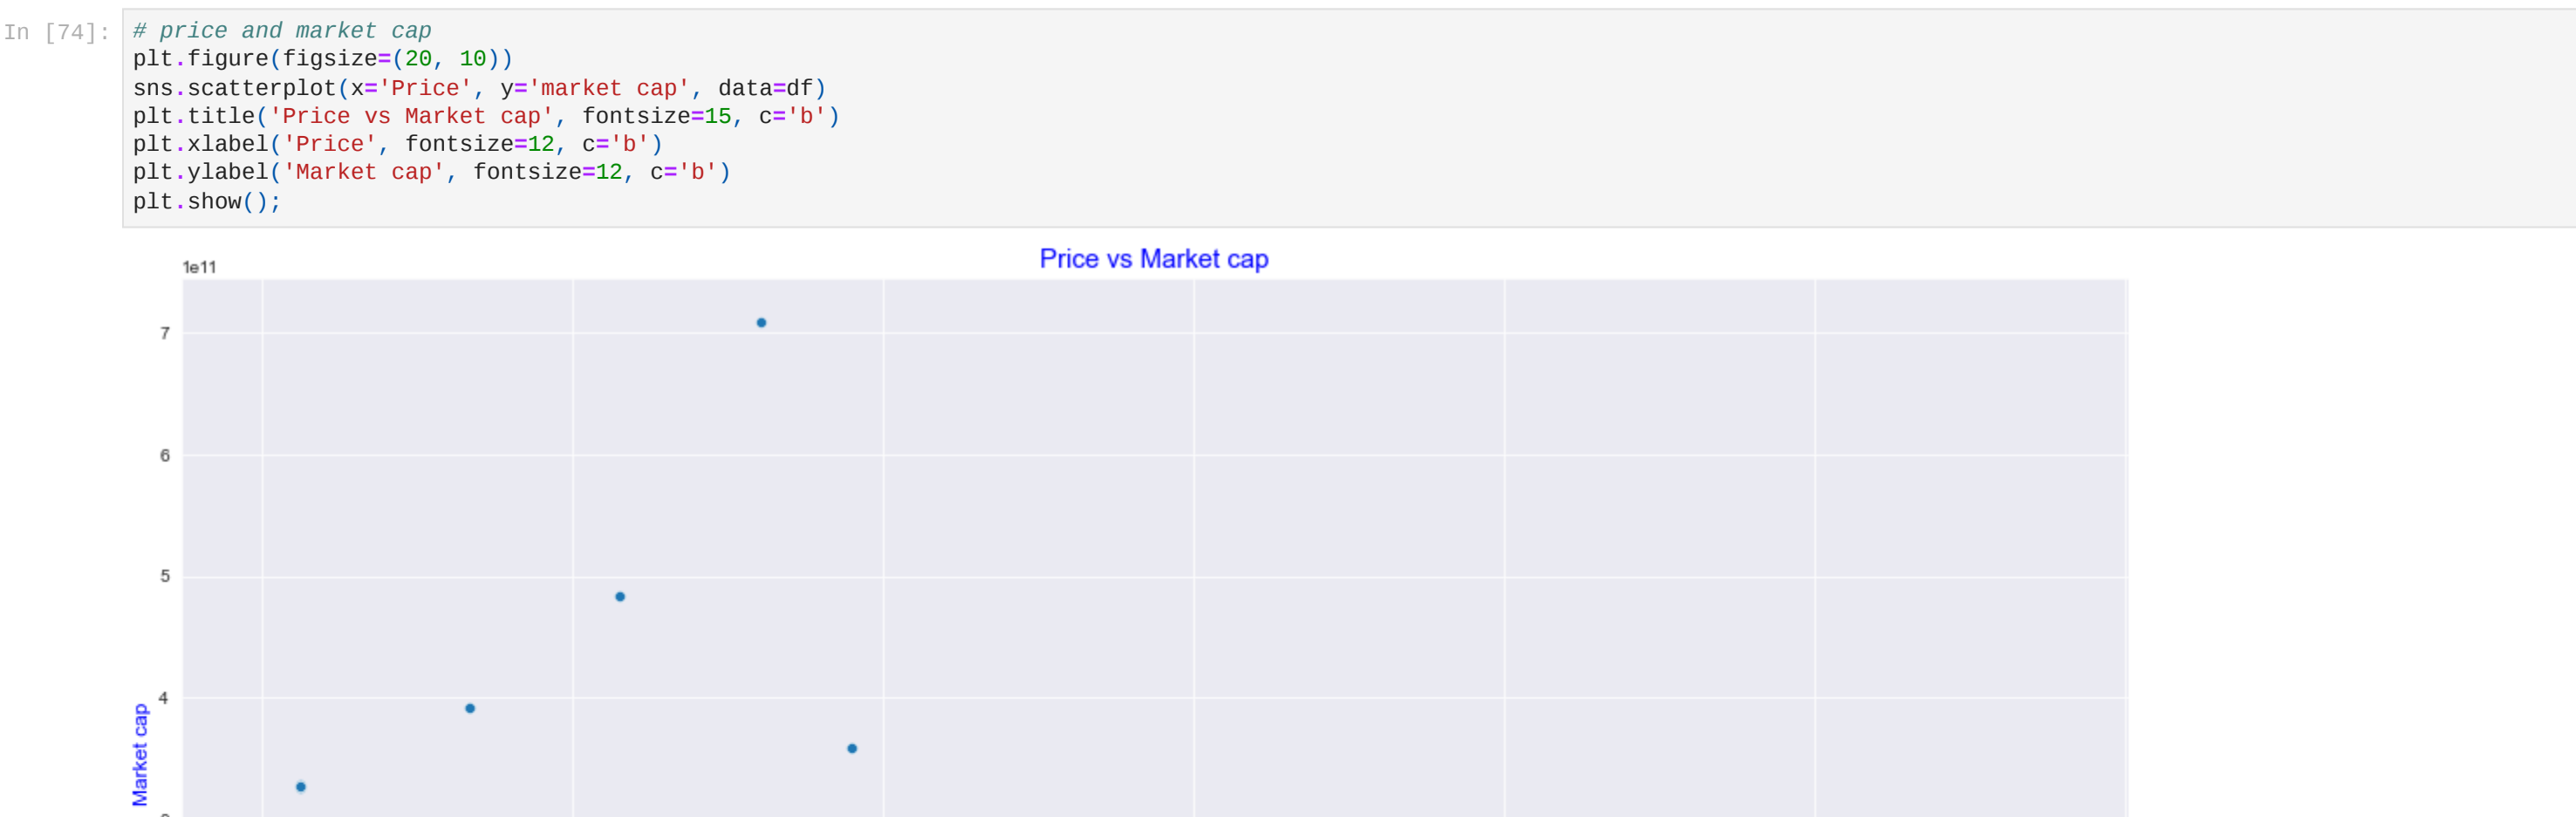 In [74]:
# price and market cap
plt.figure(figsize=(20, 10))
sns.scatterplot(x='Price', y='market cap', data=df)
plt.title('Price vs Market cap', fontsize=15, c='b')
plt.xlabel('Price', fontsize=12, c='b')
plt.ylabel('Market cap', fontsize=12, c='b')
plt.show();
Price vs Market cap
1e11
7
6
5
4
Market cap